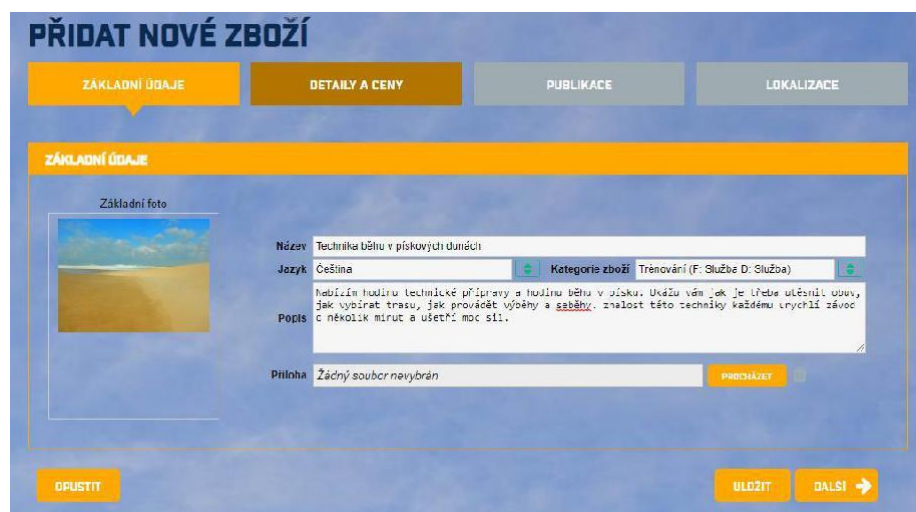 PŘIDAT NOVÉ ZBOŽÍ
ZÁKLADNÍ ÚDAJE
DETAILY A CENY
PUBLIKACE
LOKALIZACE
ZÁKLADNÍ ÚDAJE
Základní foto
Název Technika běhu v pískových dunách
Jazyk Čeština Kategorie zboží Trénování (F: Služba D: Služba)
Nabízím hodinu technické přípravy a hodinu běhu v písku. Ukážu vám jak je třeba utěsnit obuv,
jak vybírat trasu, jak provádět výběhy a seběhy. znalost této techniky každému urychlí závod
Popis o několik minut a ušetří moc sil.
Příloha Žádný soubor nevybrán PROCHÁZET
OPUSTIT
ULOŽIT
DALŠÍ